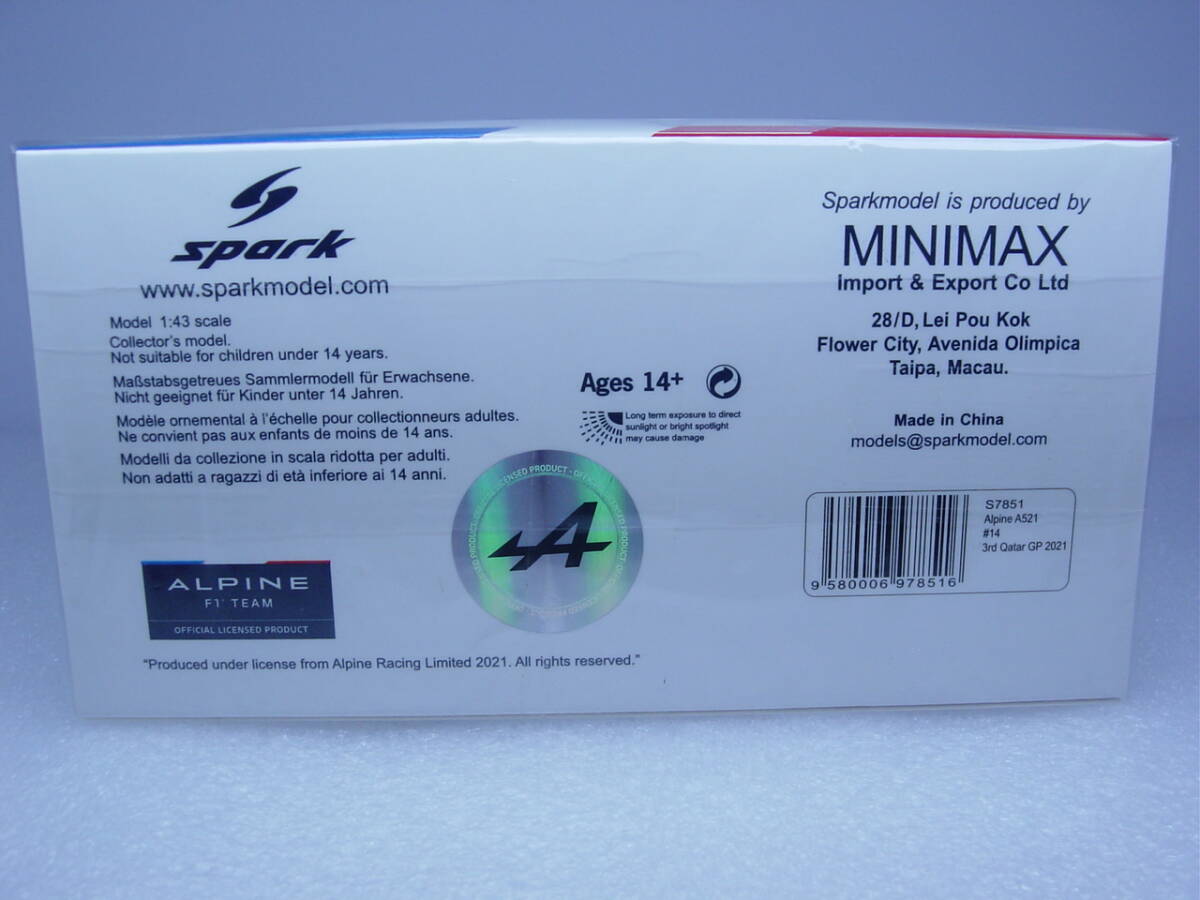 spark
www.sparkmodel.com
Model 1:43 scale
Collector's model.
Not suitable for children under 14 years.
Maßstabsgetreues Sammlermodell für Erwachsene.
Nicht geeignet für Kinder unter 14 Jahren.
Modèle ornemental à l'échelle pour collectionneurs adultes.
Ne convient pas aux enfants de moins de 14 ans.
Modelli da collezione in scala ridotta per adulti.
Non adatti a ragazzi di età inferiore ai 14 anni.
ALPINE
F1 TEAM
OFFICIAL LICENSED PRODUCT
"Produced under license from Alpine Racing Limited 2021. All rights reserved."
Ages 14+
Long term exposure to direct
sunlight or bright spotlight
may cause damage
LICENSED PRODUCT - OFFICIAL
A
Sparkmodel is produced by
MINIMAX
Import & Export Co Ltd
28/D, Lei Pou Kok
Flower City, Avenida Olimpica
Taipa, Macau.
Made in China
models@sparkmodel.com
S7851
Alpine A521
#14
3rd Qatar GP 2021
9 580006 978516